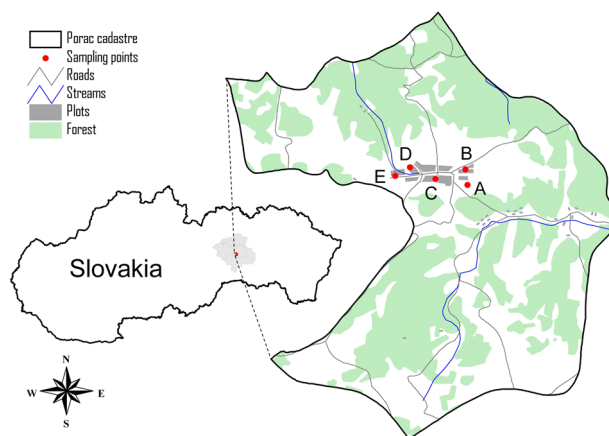 Porac cadastre
Sampling points
Roads
Streams
Plots
Forest
D
B
E
C
A
Slovakia
N
W E
S